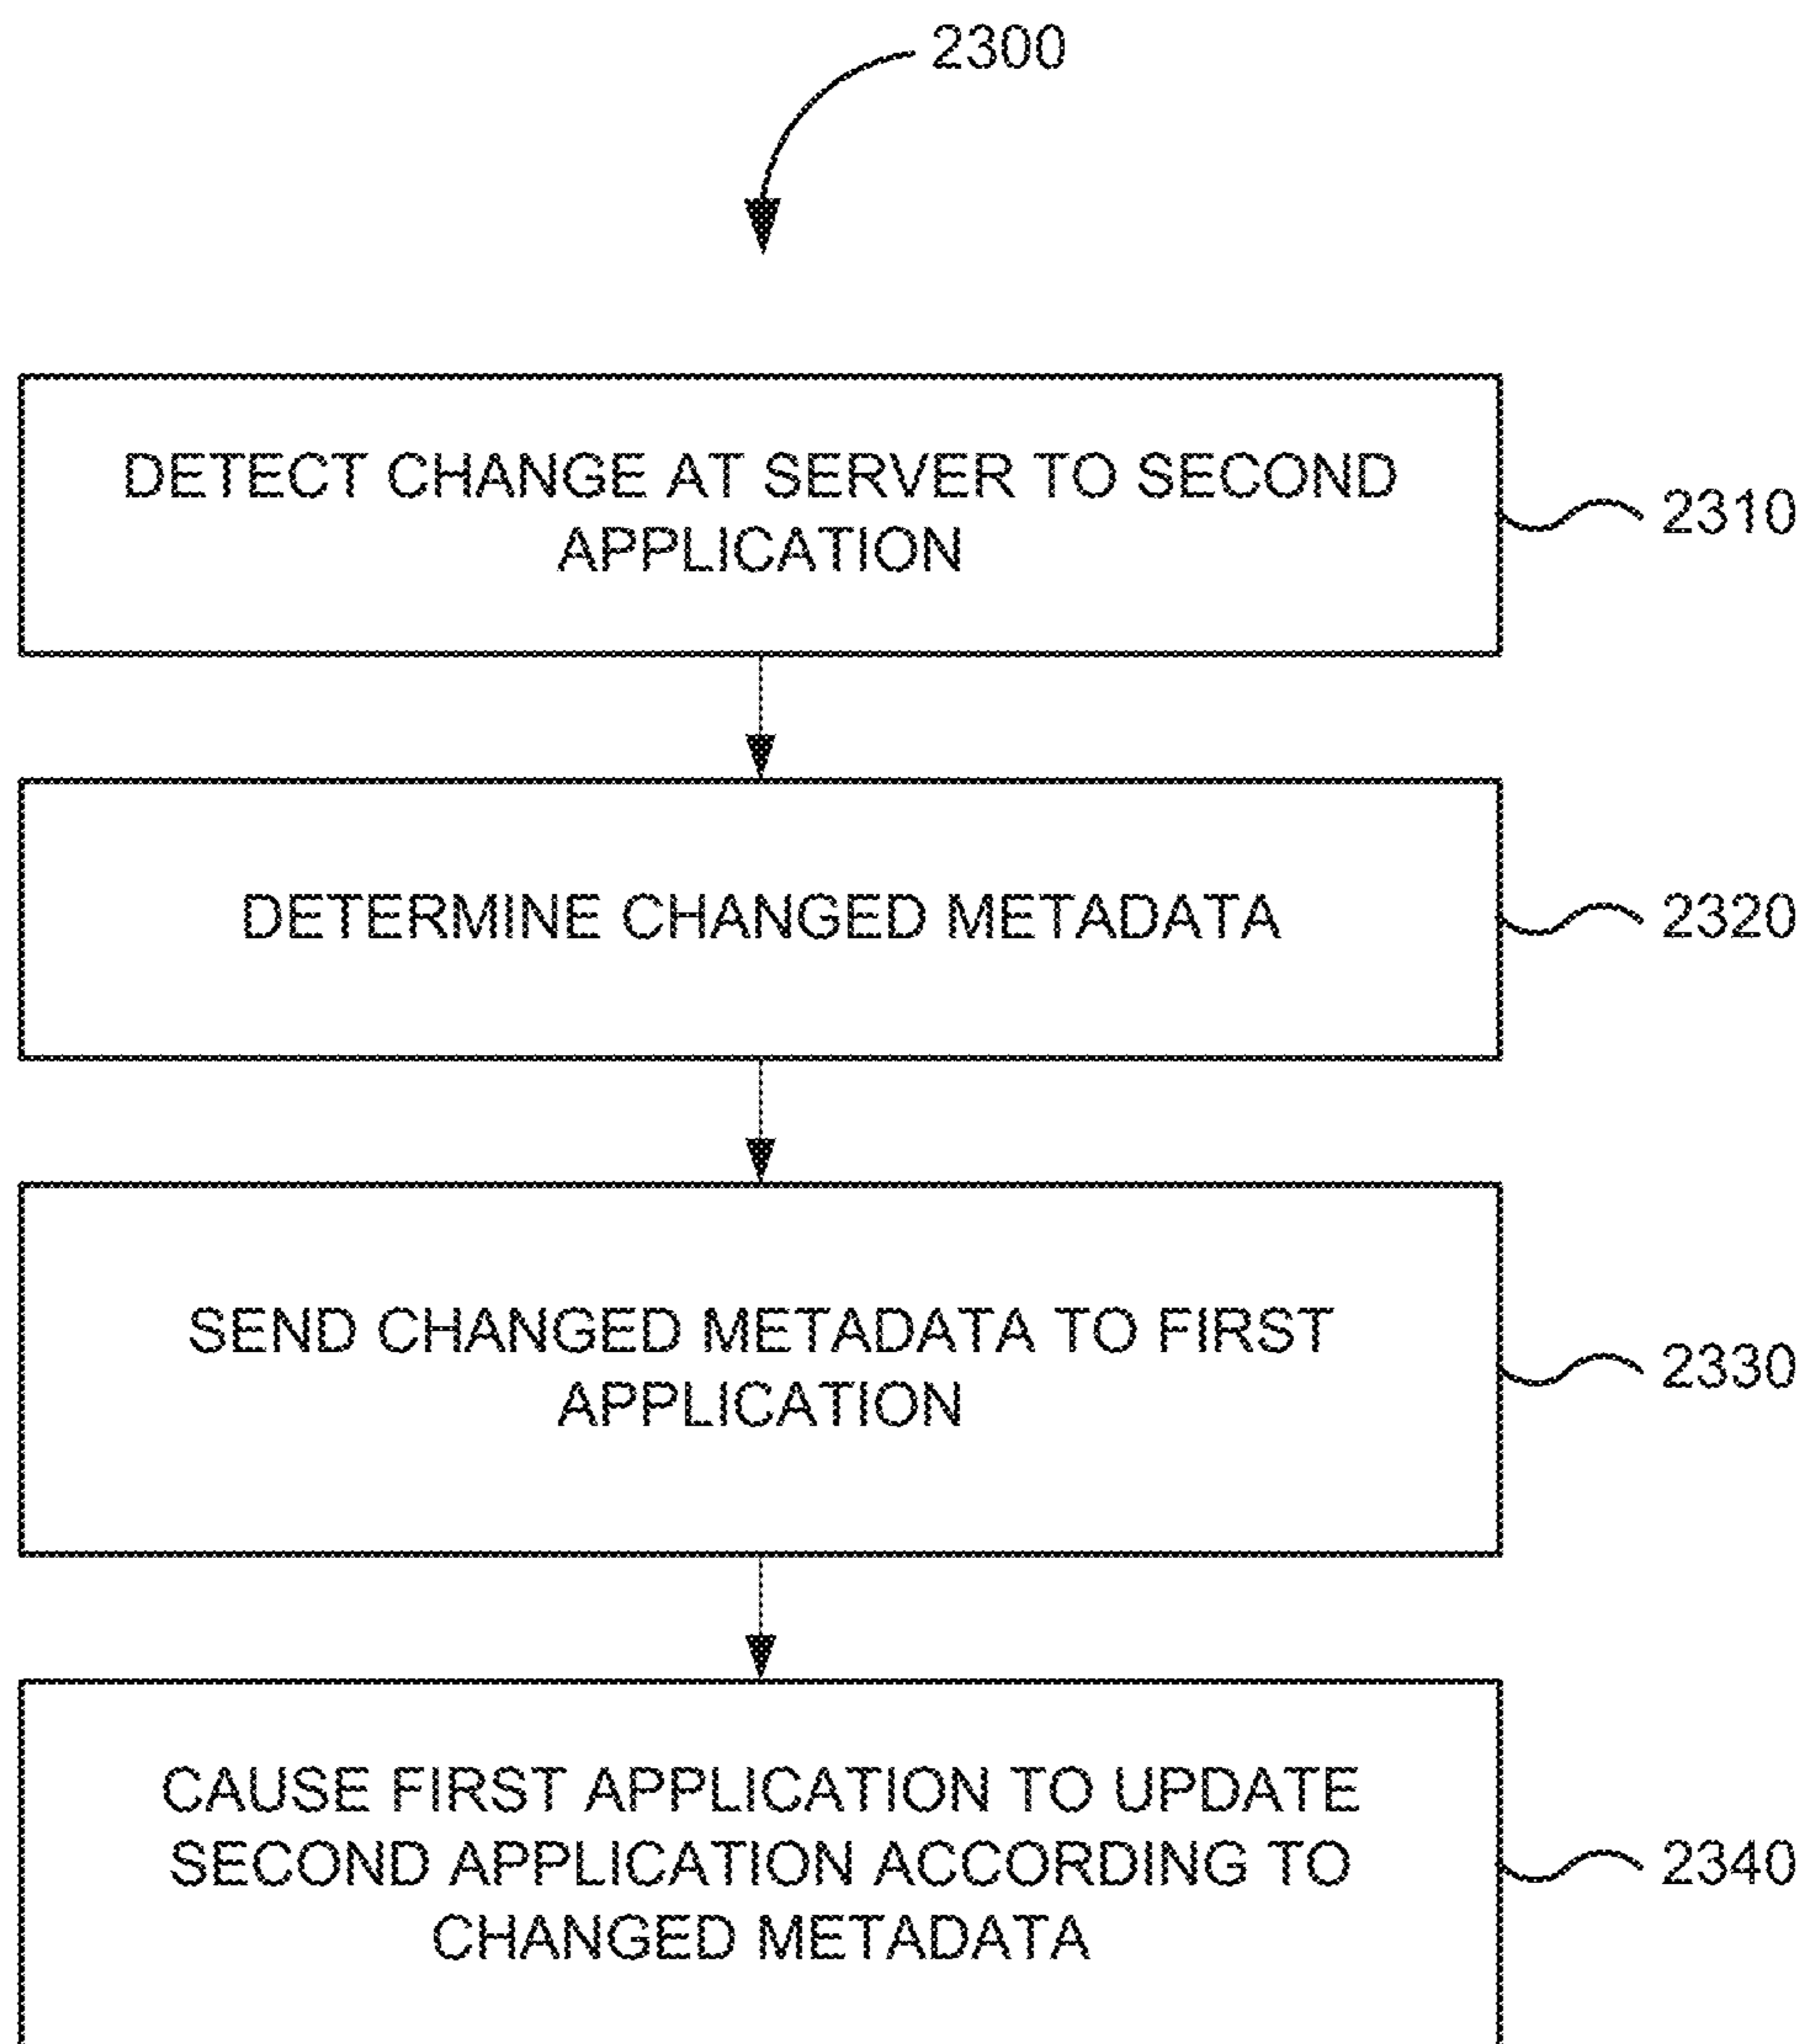 2300
DETECT CHANGE AT SERVER TO SECOND
APPLICATION
2310
DETERMINE CHANGED METADATA
2320
SEND CHANGED METADATA TO FIRST
APPLICATION
2330
CAUSE FIRST APPLICATION TO UPDATE
SECOND APPLICATION ACCORDING TO
CHANGED METADATA
2340